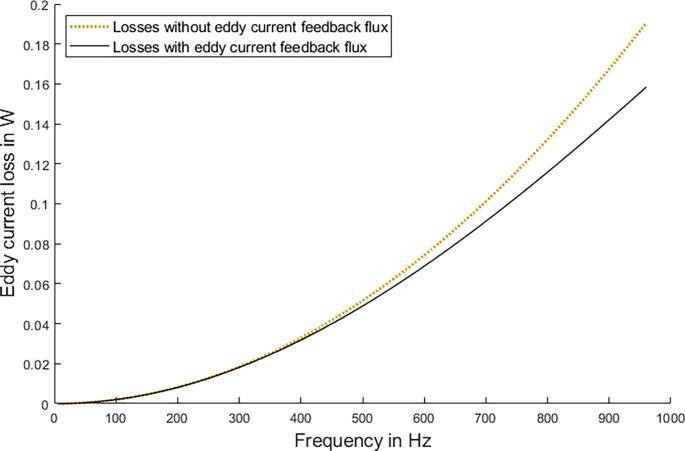 0.2
Losses without eddy current feedback flux
Losses with eddy current feedback flux
0.18
0.16
0.14
0.12
0.1
0.08
0.06
0.04
0.02
0
Eddy current loss in W
0 100 200 300 400 500 600 700 800 900 1000
Frequency in Hz